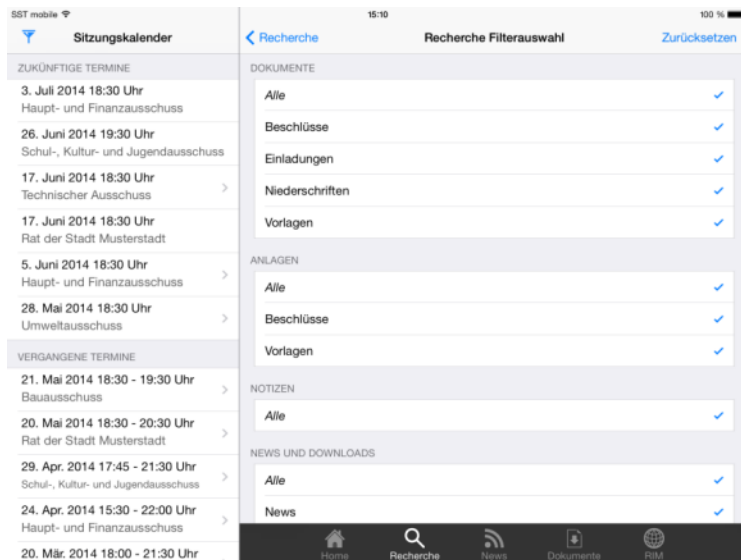 SST mobile
15:10
100 %
Sitzungskalender
ZUKÜNFTIGE TERMINE
3. Juli 2014 18:30 Uhr
Haupt- und Finanzausschuss
26. Juni 2014 19:30 Uhr
Schul-, Kultur- und Jugendausschuss
17. Juni 2014 18:30 Uhr
Technischer Ausschuss
17. Juni 2014 18:30 Uhr
Rat der Stadt Musterstadt
5. Juni 2014 18:30 Uhr
Haupt- und Finanzausschuss
28. Mai 2014 18:30 Uhr
Umweltausschuss
VERGANGENE TERMINE
21. Mai 2014 18:30 - 19:30 Uhr
Bauausschuss
20. Mai 2014 18:30 - 20:30 Uhr
Rat der Stadt Musterstadt
29. Apr. 2014 17:45 - 21:30 Uhr
Schul-, Kultur- und Jugendausschuss
24. Apr. 2014 15:30 - 22:00 Uhr
Haupt- und Finanzausschuss
20. Mär. 2014 18:00 - 21:30 Uhr
Recherche
Recherche Filterauswahl
Zurücksetzen
DOKUMENTE
Alle
Beschlüsse
Einladungen
Niederschriften
Vorlagen
ANLAGEN
Alle
Beschlüsse
Vorlagen
NOTIZEN
Alle
NEWS UND DOWNLOADS
Alle
News
Home
Recherche
News
Dokumente
RIM